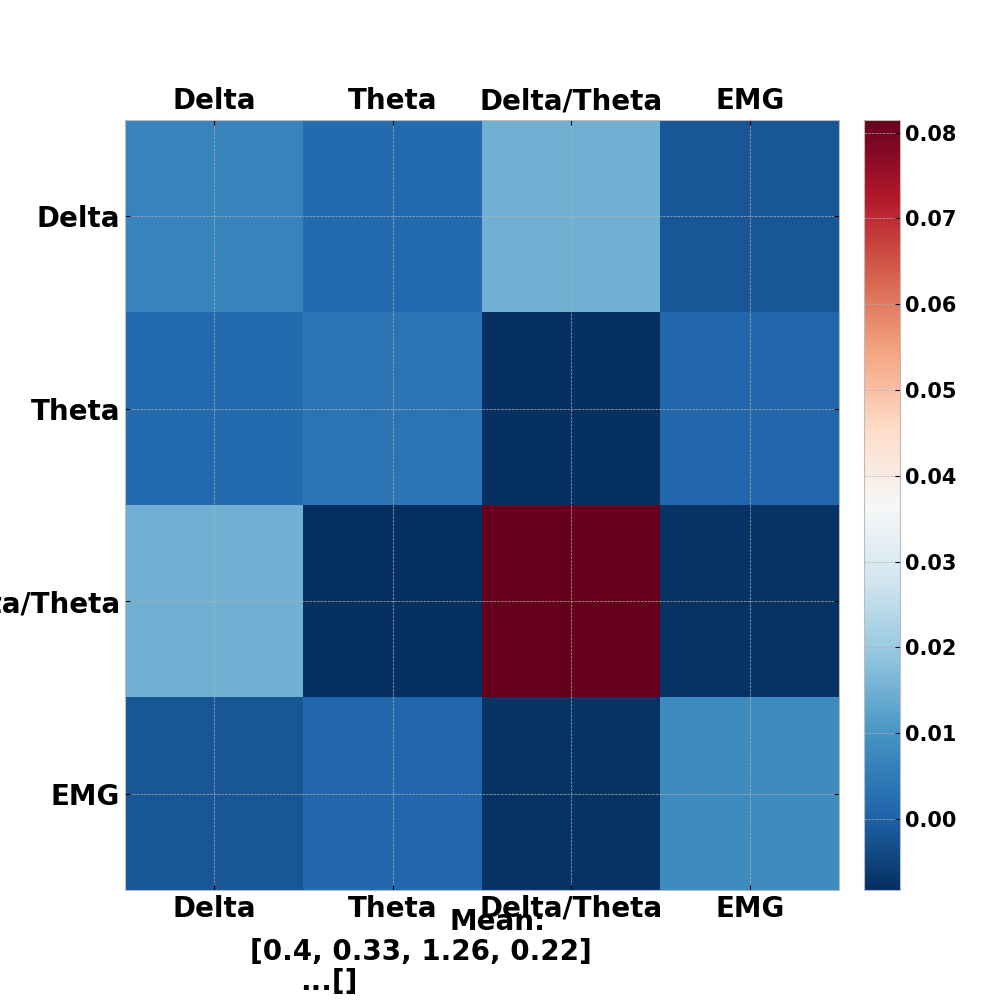 Delta Theta Delta/Theta EMG
0.08
0.07
0.06
0.05
0.04
0.03
0.02
0.01
0.00
Delta
Theta
ta/Theta
EMG
Delta Theta Delta/Theta EMG
Mean:
[0.4, 0.33, 1.26, 0.22]
...[]